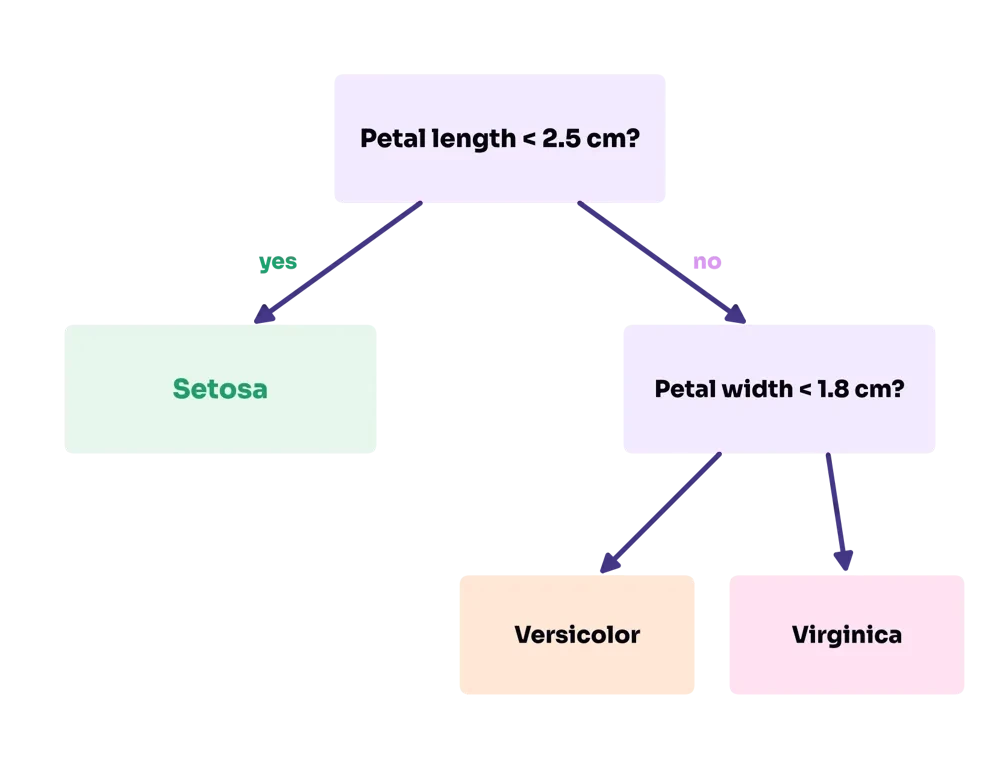 Petal length < 2.5 cm?
yes
no
Setosa
Petal width < 1.8 cm?
Versicolor
Virginica